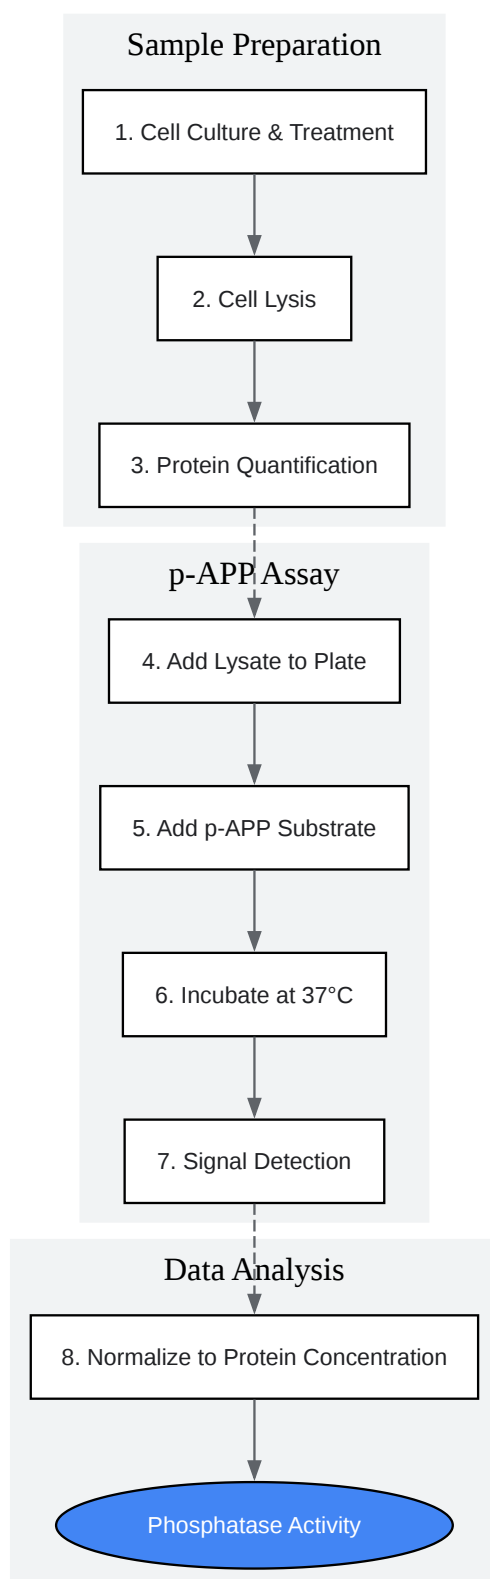 Sample Preparation
1. Cell Culture & Treatment
2. Cell Lysis
3. Protein Quantification
p-APP Assay
4. Add Lysate to Plate
5. Add p-APP Substrate
6. Incubate at 37°C
7. Signal Detection
Data Analysis
8. Normalize to Protein Concentration
Phosphatase Activity